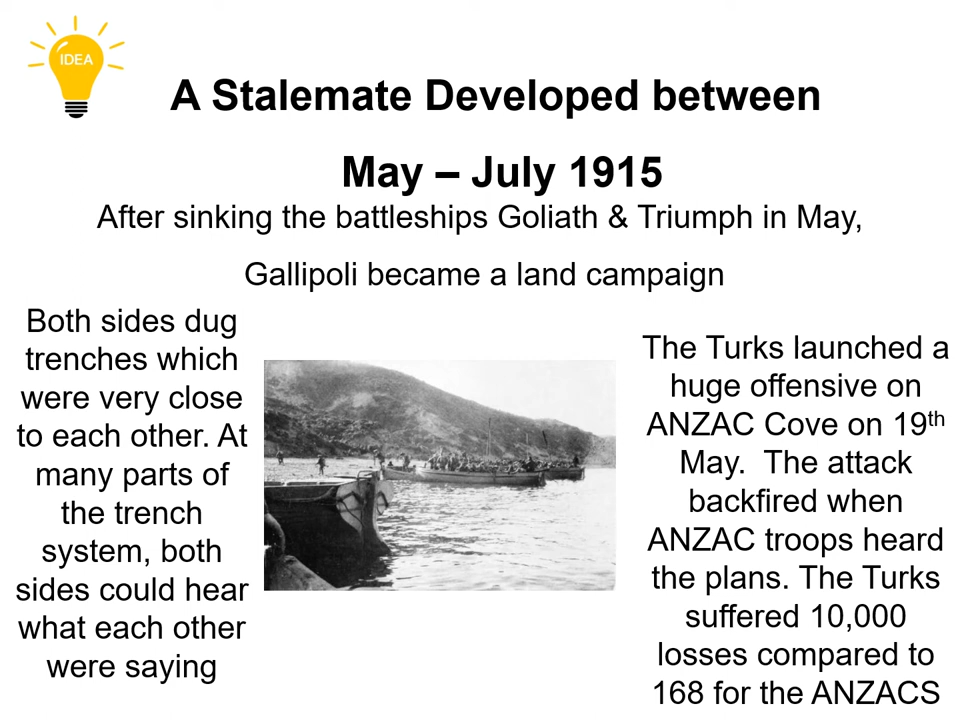 IDEA
A Stalemate Developed between
May – July 1915
After sinking the battleships Goliath & Triumph in May,
Gallipoli became a land campaign
Both sides dug
trenches which
were very close
to each other. At
many parts of
the trench
system, both
sides could hear
what each other
were saying
The Turks launched a
huge offensive on
ANZAC Cove on 19th
May.  The attack
backfired when
ANZAC troops heard
the plans. The Turks
suffered 10,000
losses compared to
168 for the ANZACS